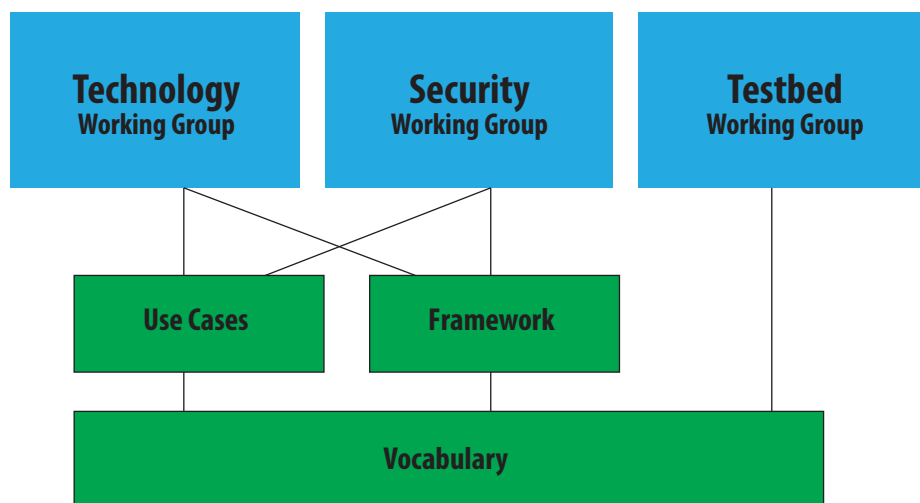 Technology
Working Group
Security
Working Group
Testbed
Working Group
Use Cases
Framework
Vocabulary